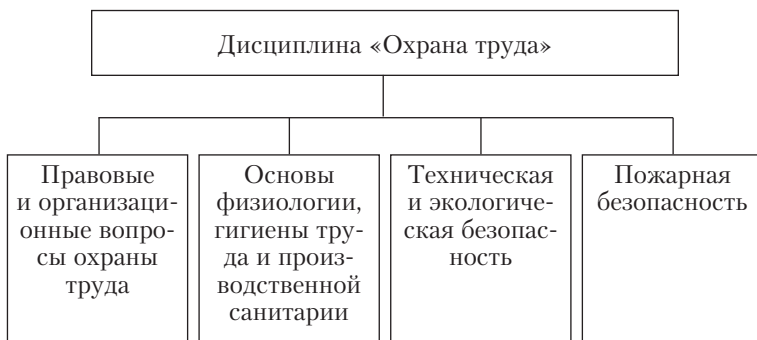 Дисциплина «Охрана труда»
Правовые
и организаци-
онные вопро-
сы охраны
труда
Основы
физиологии,
гигиены тру-
да и произ-
водственной
санитарии
Техническая
и экологиче-
ская безопас-
ность
Пожарная
безопасность